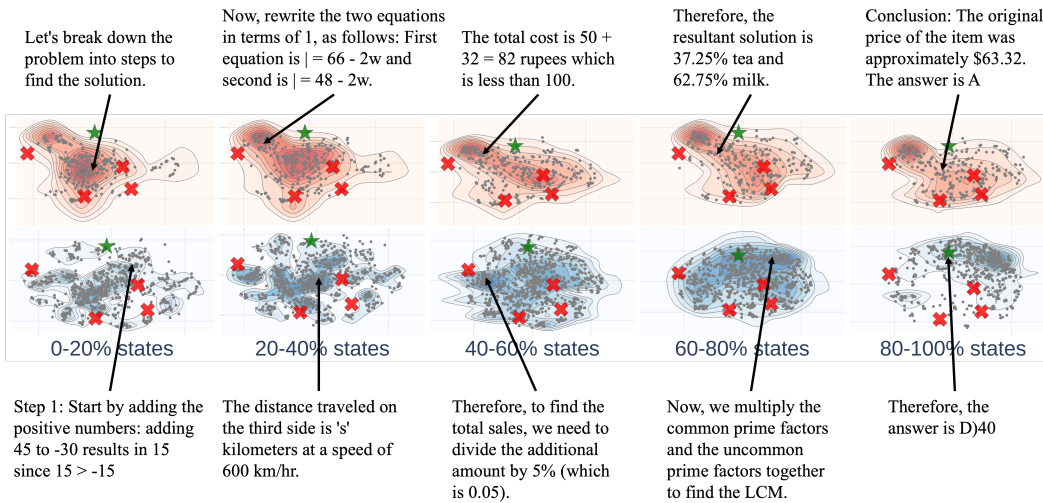 Let's break down the
problem into steps to
find the solution.
Now, rewrite the two equations
in terms of 1, as follows: First
equation is | = 66 - 2w and
second is | = 48 - 2w.
The total cost is 50 +
32 = 82 rupees which
is less than 100.
Therefore, the
resultant solution is
37.25% tea and
62.75% milk.
Conclusion: The original
price of the item was
approximately $63.32.
The answer is A
0-20% states
20-40% states
40-60% states
60-80% states
80-100% states
Step 1: Start by adding the
positive numbers: adding
45 to -30 results in 15
since 15 > -15
The distance traveled on
the third side is 's'
kilometers at a speed of
600 km/hr.
Therefore, to find the
total sales, we need to
divide the additional
amount by 5% (which
is 0.05).
Now, we multiply the
common prime factors
and the uncommon
prime factors together
to find the LCM.
Therefore, the
answer is D)40